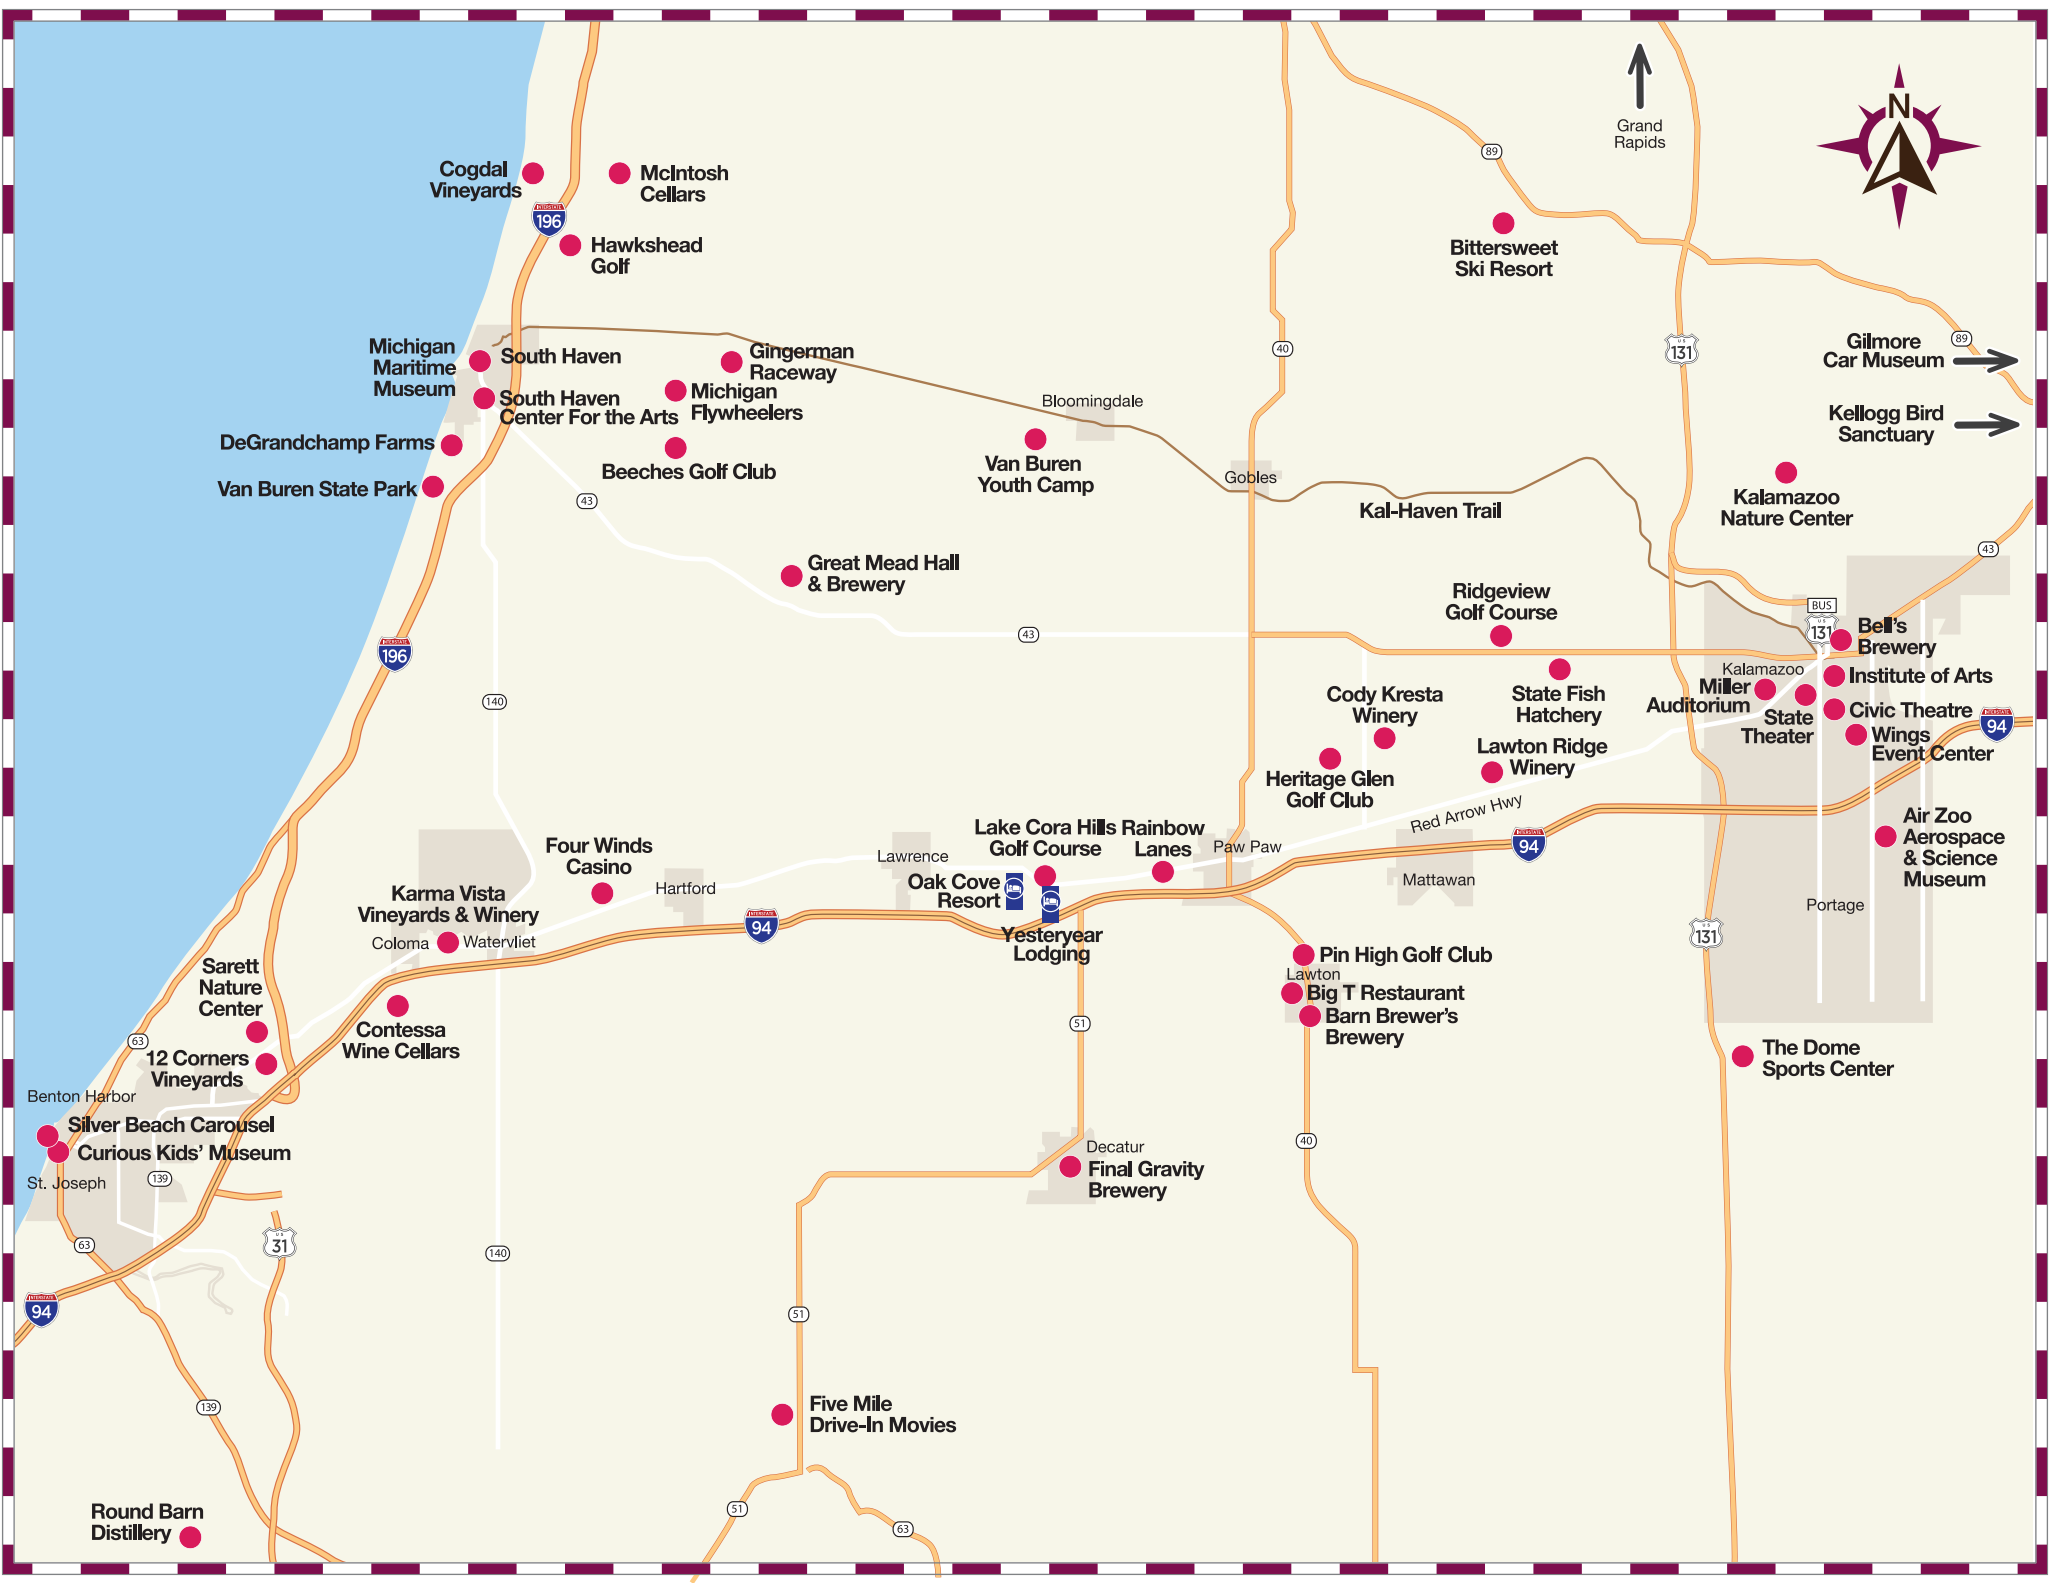 Grand
Rapids
N
89
Cogdal
Vineyards
McIntosh
Cellars
INTERSTATE
196
Hawkshead
Golf
Bittersweet
Ski Resort
Michigan
Maritime
Museum
South Haven
South Haven
Center For the Arts
Gingerman
Raceway
Michigan
Flywheelers
40
US
131
Gilmore
Car Museum
89
Kellogg Bird
Sanctuary
Bloomingdale
DeGrandchamp Farms
Beeches Golf Club
Van Buren
Youth Camp
Gobles
Van Buren State Park
43
Kal-Haven Trail
Kalamazoo
Nature Center
43
Great Mead Hall
& Brewery
Ridgeview
Golf Course
BUS
US
131
Bell's
Brewery
43
INTERSTATE
196
140
State Fish
Hatchery
Kalamazoo
Miller
Auditorium
State
Theater
Institute of Arts
Civic Theatre
Wings
Event Center
INTERSTATE
94
Cody Kresta
Winery
Heritage Glen
Golf Club
Lawton Ridge
Winery
Red Arrow Hwy
INTERSTATE
94
Air Zoo
Aerospace
& Science
Museum
Four Winds
Casino
Lawrence
Lake Cora Hills
Golf Course
Rainbow
Lanes
Paw Paw
Mattawan
Portage
Karma Vista
Vineyards & Winery
Hartford
Oak Cove
Resort
Yesteryear
Lodging
INTERSTATE
94
Coloma
Watervliet
US
131
Pin High Golf Club
Lawton
Big T Restaurant
Barn Brewer's
Brewery
Sarett
Nature
Center
Contessa
Wine Cellars
51
63
12 Corners
Vineyards
The Dome
Sports Center
Benton Harbor
Silver Beach Carousel
Curious Kids' Museum
St. Joseph
139
40
Decatur
Final Gravity
Brewery
63
US
31
140
INTERSTATE
94
51
139
Five Mile
Drive-In Movies
51
63
Round Barn
Distillery